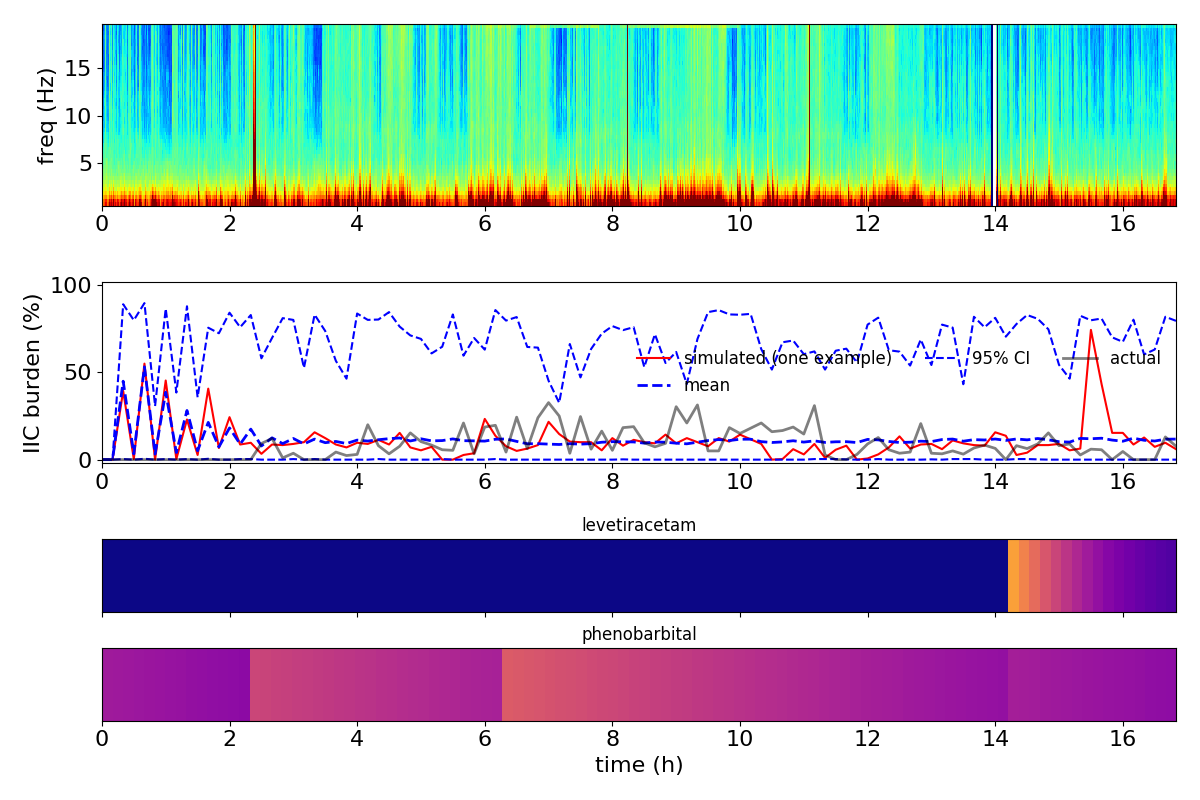 freq (Hz)
15
10
5
0 2 4 6 8 10 12 14 16
IIC burden (%)
100
50
0
simulated (one example) 95% CI actual
mean
0 2 4 6 8 10 12 14 16
levetiracetam
phenobarbital
0 2 4 6 8 10 12 14 16
time (h)